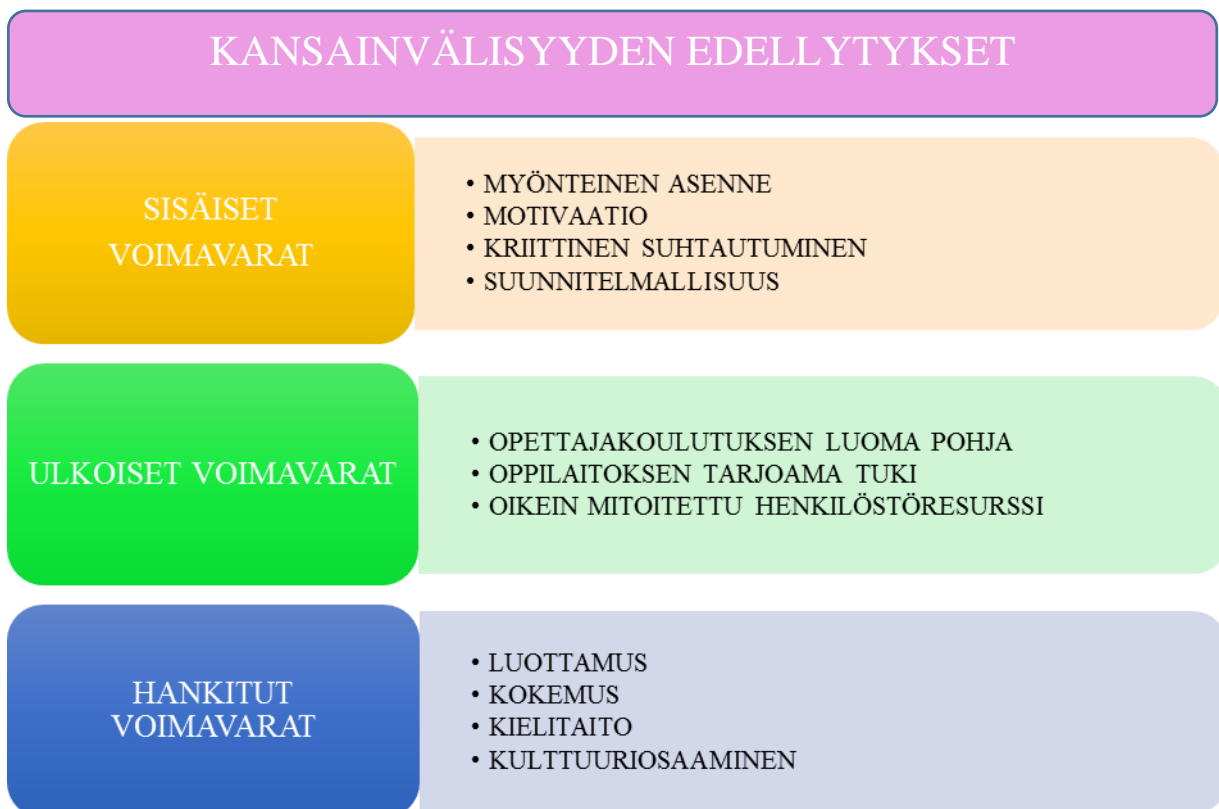 KANSAINVÄLISYYDEN EDELLYTYKSET
SISÄISET
VOIMAVARAT
• MYÖNTEINEN ASENNE
• MOTIVAATIO
• KRIITTINEN SUHTAUTUMINEN
• SUUNNITELMALLISUUS
ULKOISET VOIMAVARAT
• OPETTAJAKOULUTUKSEN LUOMA POHJA
• OPPILAITOKSEN TARJOAMA TUKI
• OIKEIN MITOITETTU HENKILÖSTÖRESURSSI
HANKITUT
VOIMAVARAT
• LUOTTAMUS
• KOKEMUS
• KIELITAITO
• KULTTUURIOSAAMINEN